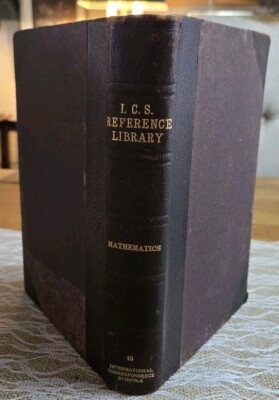 I. C. S.
REFERENCE
LIBRARY
MATHEMATICS
15
INTERNATIONAL
CORRESPONDENCE
SCHOOLS